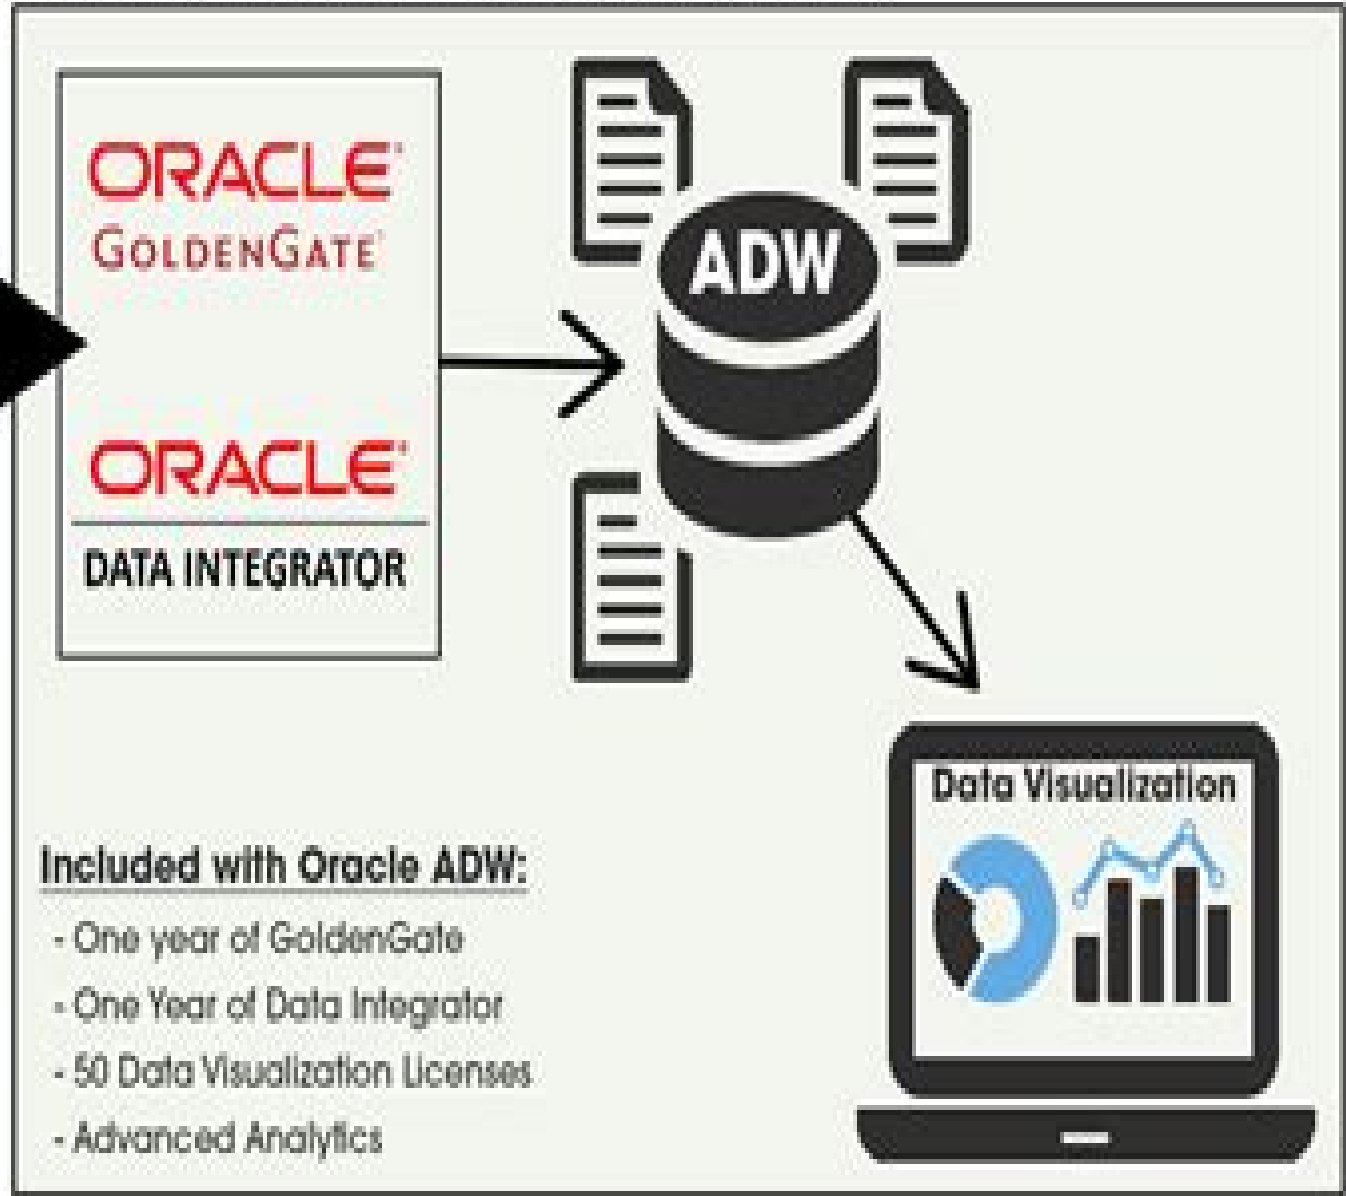 ORACLE
GOLDENGATE
ORACLE
DATA INTEGRATOR
ADW
Data Visualization
Included with Oracle ADW:
- One year of GoldenGate
- One Year of Data Integrator
- 50 Data Visualization Licenses
- Advanced Analytics